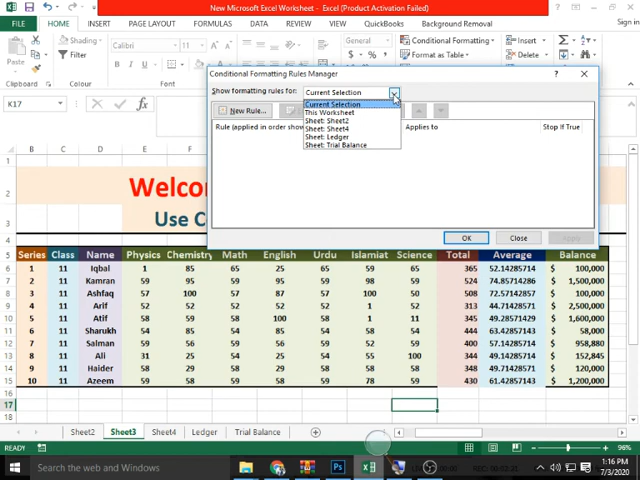 New Microsoft Excel Worksheet - Excel (Product Activation Failed)
FILE HOME INSERT PAGE LAYOUT FORMULAS DATA REVIEW VIEW QuickBooks Background Removal Sign in
Paste Shading Filter Calibri 11 General Conditional Formatting Insert
B I U $ % Format as Table Delete
Clipboard
K17
Conditional Formatting Rules Manager ? ×
Show formatting rules for: Current Selection
Current Selection
This Worksheet
Sheet: Sheet2
Sheet: Sheet4
Sheet: Ledger
Sheet: Trial Balance
New Rule...
Rule (applied in order show Applies to Stop If True
OK Close Apply
B C D E F G
Welco
Use C
Series Class Name Physics Chemistry Math English Urdu Islamiat Science Total Average Balance
1 11 Iqbal 1 85 65 25 65 59 65 365 52.14285714 $ 100,000
2 11 Kamran 59 95 59 95 59 59 98 524 74.85714286 $ 1,500,000
3 11 Ashfaq 57 100 57 87 57 100 50 508 72.57142857 $ 100,000
4 11 Arif 52 52 52 52 52 1 52 313 44.71428571 $ 200,000
5 11 Atif 59 59 58 100 58 1 11 345 49.28571429 $ 1,600,000
6 11 Sharukh 54 85 54 85 54 58 54 444 63.42857143 $ 58,000
7 11 Salman 59 56 59 56 59 59 52 400 57.14285714 $ 958,880
8 11 Ali 31 25 54 25 54 55 100 344 49.14285714 $ 152,845
9 11 Haider 58 29 58 29 58 58 58 348 49.71428571 $ 120,000
10 11 Azeem 59 58 59 58 59 78 59 430 61.42857143 $ 1,200,000
Sheet2 Sheet3 Sheet4 Ledger Trial Balance
READY 96%
Search the web and Windows 1:16 PM
7/3/2020